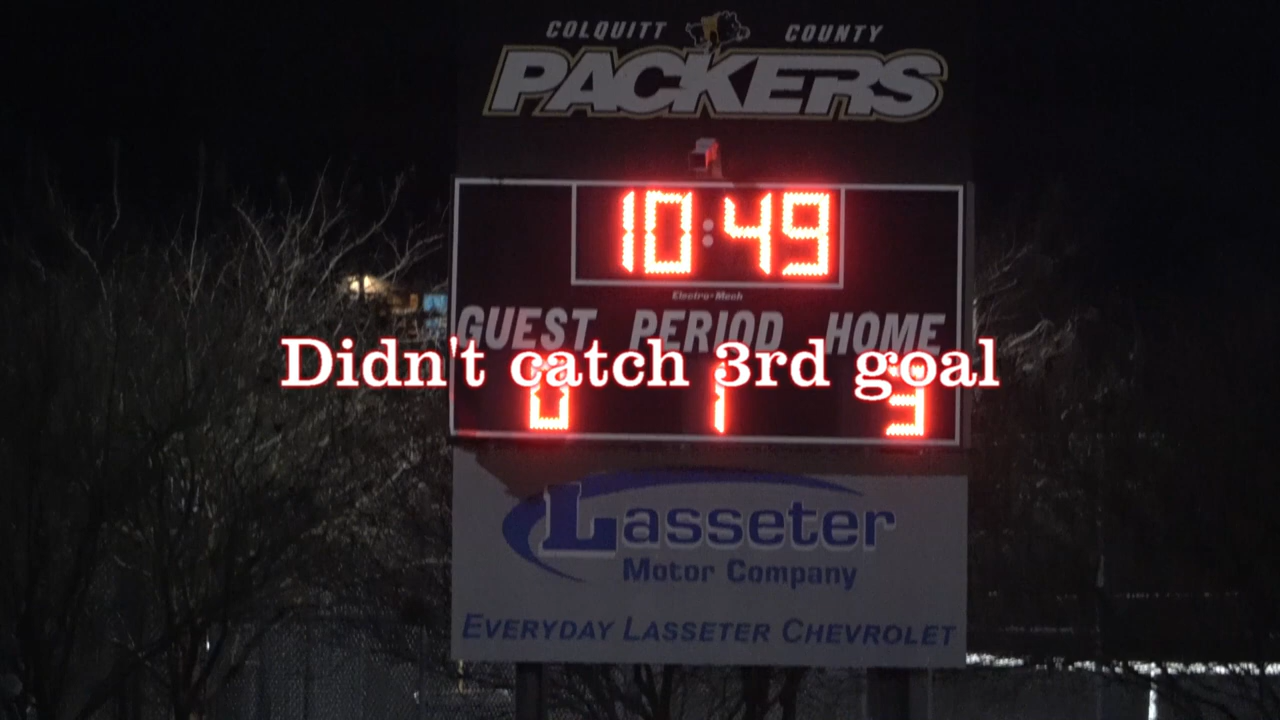 COLQUITT COUNTY
PACKERS
10:49
Electro-Mech
GUEST PERIOD HOME
Didn't catch 3rd goal
0 1 3
Lasseter
Motor Company
EVERYDAY LASSETER CHEVROLET